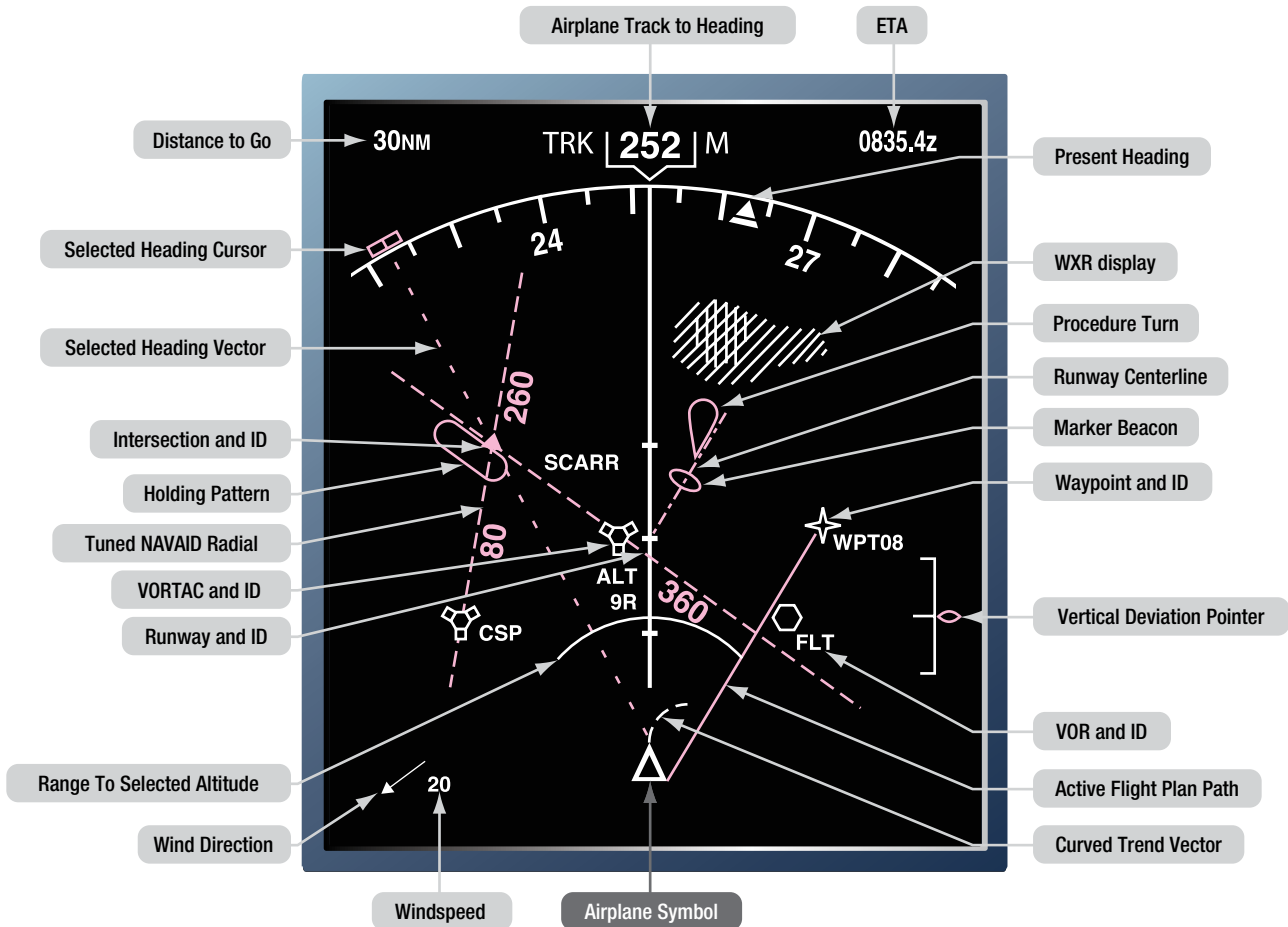 Airplane Track to Heading
ETA
Distance to Go
30NM
TRK 252 M
0835.4z
Present Heading
Selected Heading Cursor
24
27
WXR display
Selected Heading Vector
Procedure Turn
Runway Centerline
260
Intersection and ID
Marker Beacon
SCARR
Holding Pattern
Waypoint and ID
Tuned NAVAID Radial
80
WPT08
VORTAC and ID
ALT
9R
360
Runway and ID
CSP
FLT
Vertical Deviation Pointer
VOR and ID
Range To Selected Altitude
20
Active Flight Plan Path
Wind Direction
Curved Trend Vector
Windspeed
Airplane Symbol